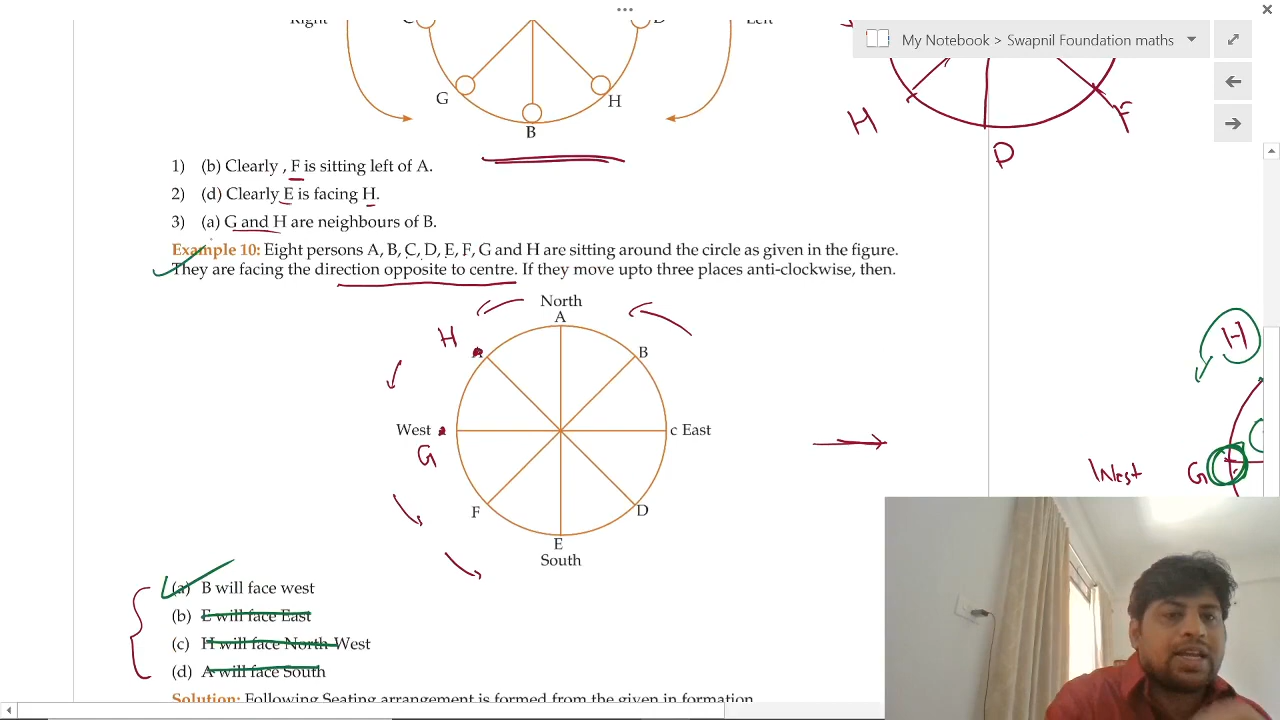 My Notebook > Swapnil Foundation maths
G
H
B
H
F
D
1) (b) Clearly , F is sitting left of A.
2) (d) Clearly E is facing H.
3) (a) G and H are neighbours of B.
Example 10: Eight persons A, B, C, D, E, F, G and H are sitting around the circle as given in the figure.
They are facing the direction opposite to centre. If they move upto three places anti-clockwise, then.
North
A
H
B
H
West
c East
G
West G
F
D
E
South
(a) B will face west
(b) E will face East
(c) H will face North West
(d) A will face South
Solution: Following Seating arrangement is formed from the given in formation